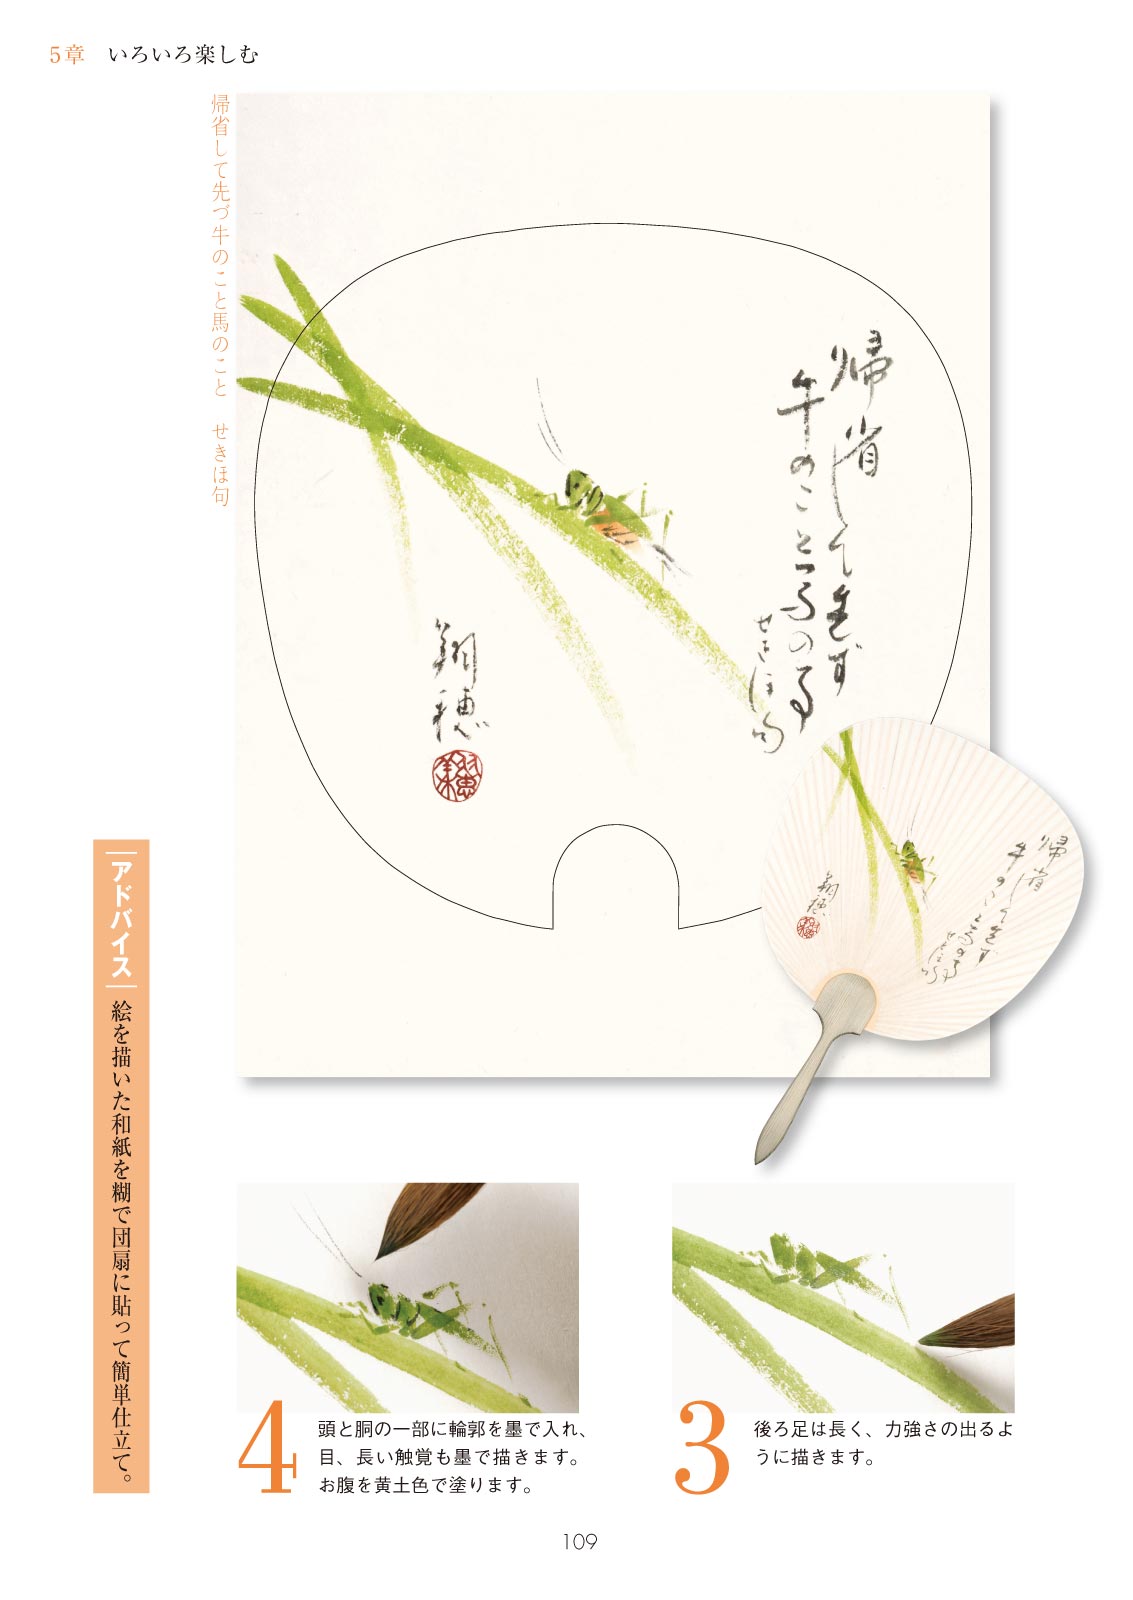 5章 いろいろ楽しむ
帰省して先づ牛のこと馬のこと せきほ句
帰省して先づ
牛のこと馬のこと
せきほ句
翔穂
アドバイス 絵を描いた和紙を糊で団扇に貼って簡単仕立て。
3
後ろ足は長く、力強さの出るよ
うに描きます。
4
頭と胴の一部に輪郭を墨で入れ、
目、長い触覚も墨で描きます。
お腹を黄土色で塗ります。
109